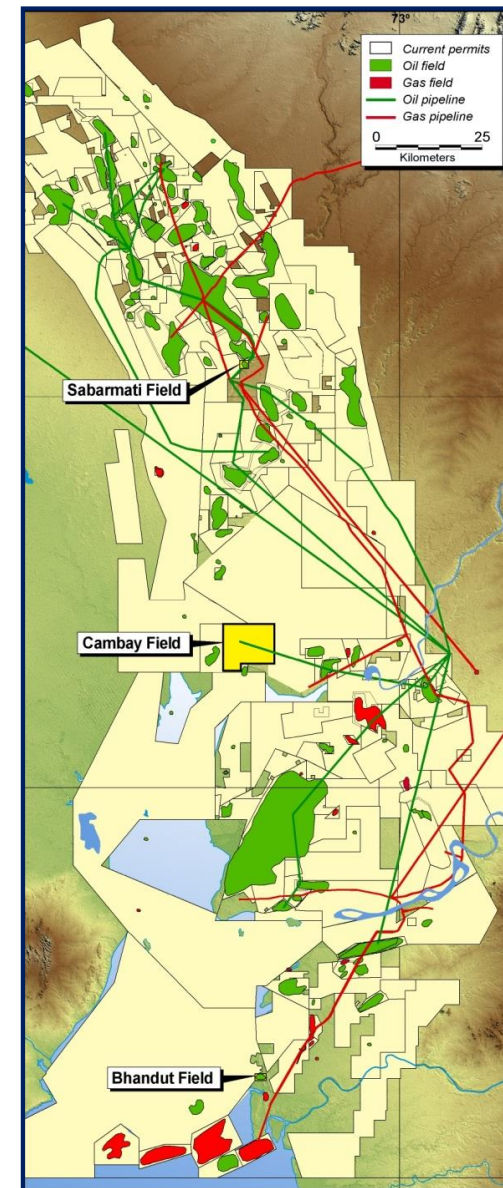 73°
Current permits
Oil field
Gas field
Oil pipeline
Gas pipeline
0 25
Kilometers
Sabarmati Field
Cambay Field
Bhandut Field